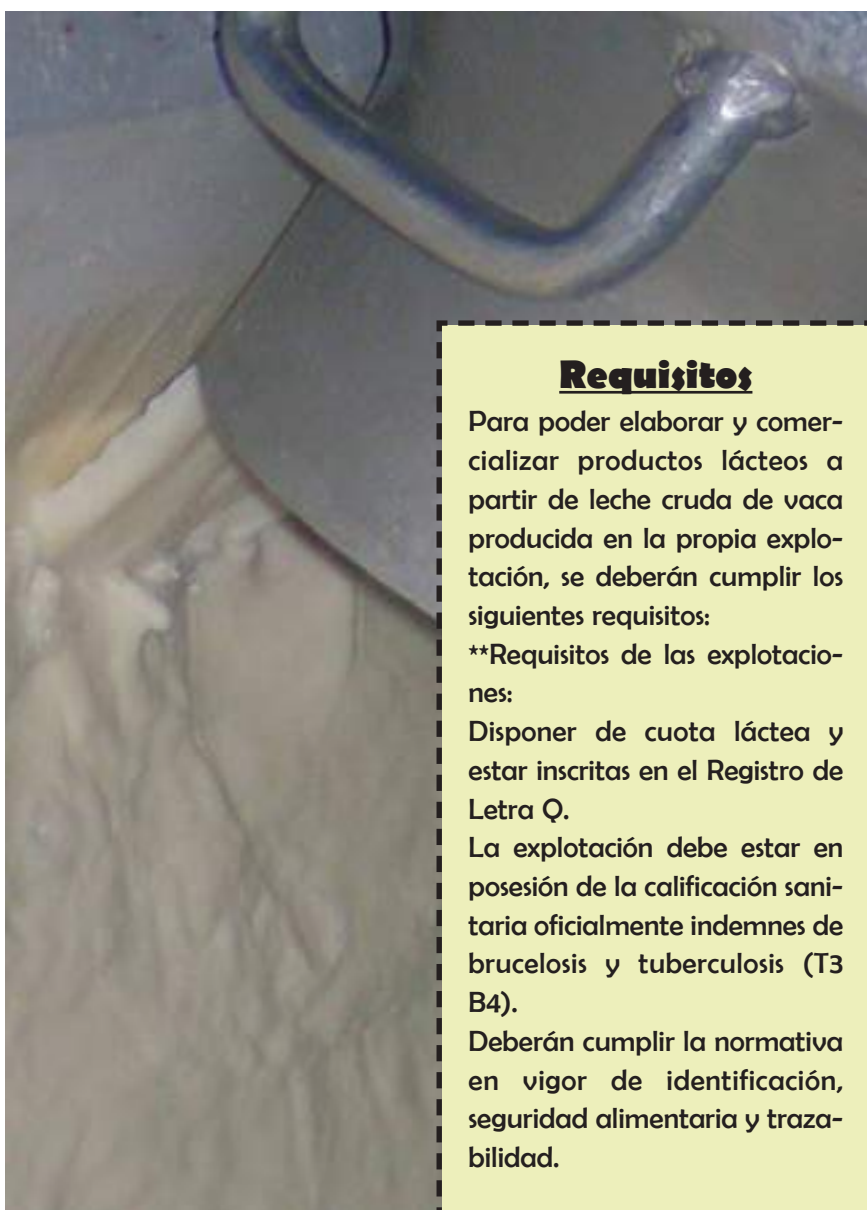 Requisitos
Para poder elaborar y comer-
cializar productos lácteos a
partir de leche cruda de vaca
producida en la propia explo-
tación, se deberán cumplir los
siguientes requisitos:
**Requisitos de las explotacio-
nes:
Disponer de cuota láctea y
estar inscritas en el Registro de
Letra Q.
La explotación debe estar en
posesión de la calificación sani-
taria oficialmente indemnes de
brucelosis y tuberculosis (T3
B4).
Deberán cumplir la normativa
en vigor de identificación,
seguridad alimentaria y traza-
bilidad.